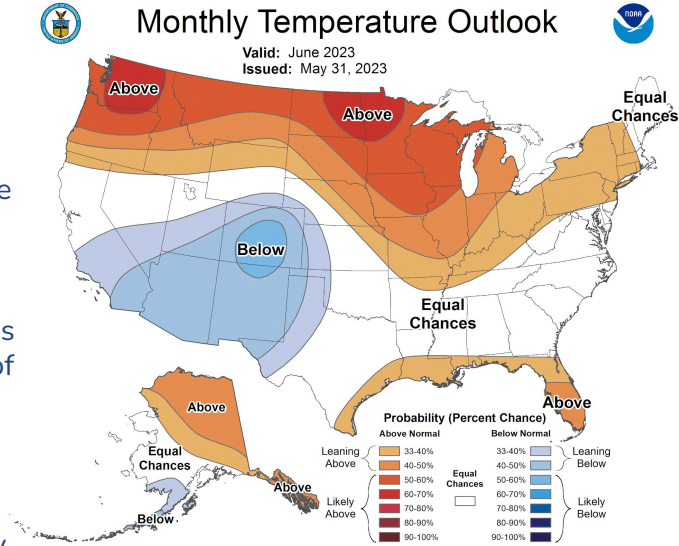 Monthly Temperature Outlook
Valid: June 2023
Issued: May 31, 2023
NOAA
Above
Above
Equal
Chances
e
Below
s
of
Equal
Chances
Above
Above
Equal
Chances
Above
Below
Probability (Percent Chance)
Above Normal
Below Normal
Leaning
Above
33-40%
40-50%
Likely
Above
50-60%
60-70%
70-80%
80-90%
90-100%
Equal
Chances
33-40%
40-50%
Leaning
Below
50-60%
60-70%
70-80%
80-90%
90-100%
Likely
Below